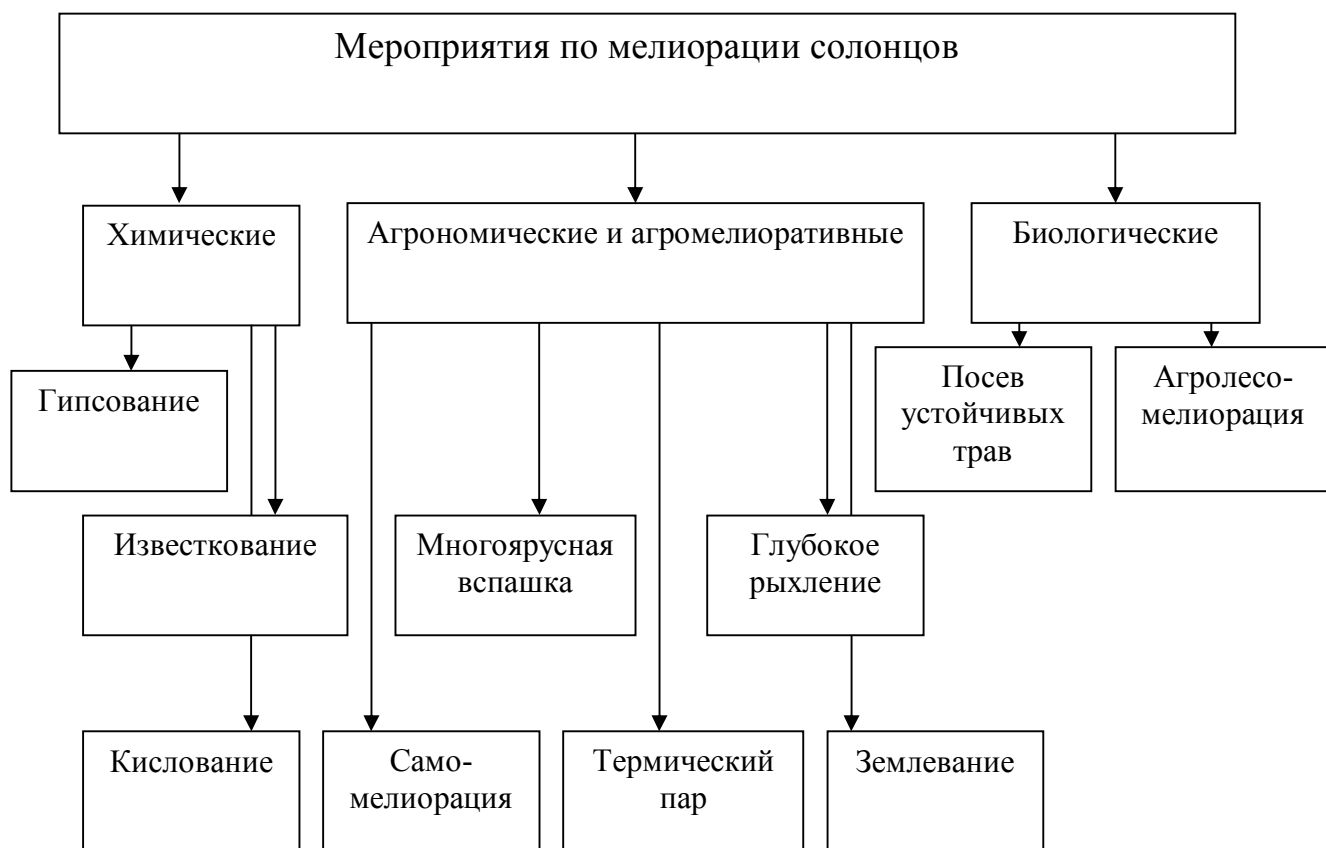 Мероприятия по мелиорации солонцов
Химические
Агрономические и агромелиоративные
Биологические
Гипсование
Посев
устойчивых
трав
Агролесо-
мелиорация
Известкование
Многоярусная
вспашка
Глубокое
рыхление
Кислование
Само-
мелиорация
Термический
пар
Землевание